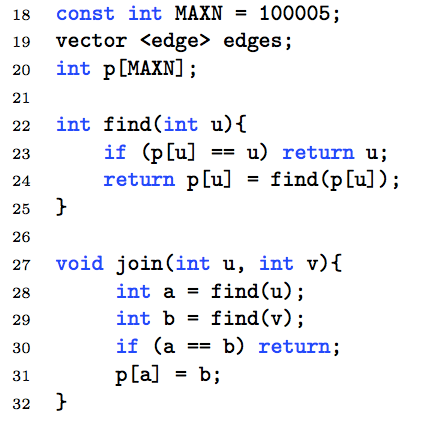 18 const int MAXN = 100005;
19 vector <edge> edges;
20 int p[MAXN];
21
22 int find(int u){
23 if (p[u] == u) return u;
24 return p[u] = find(p[u]);
25 }
26
27 void join(int u, int v){
28 int a = find(u);
29 int b = find(v);
30 if (a == b) return;
31 p[a] = b;
32 }